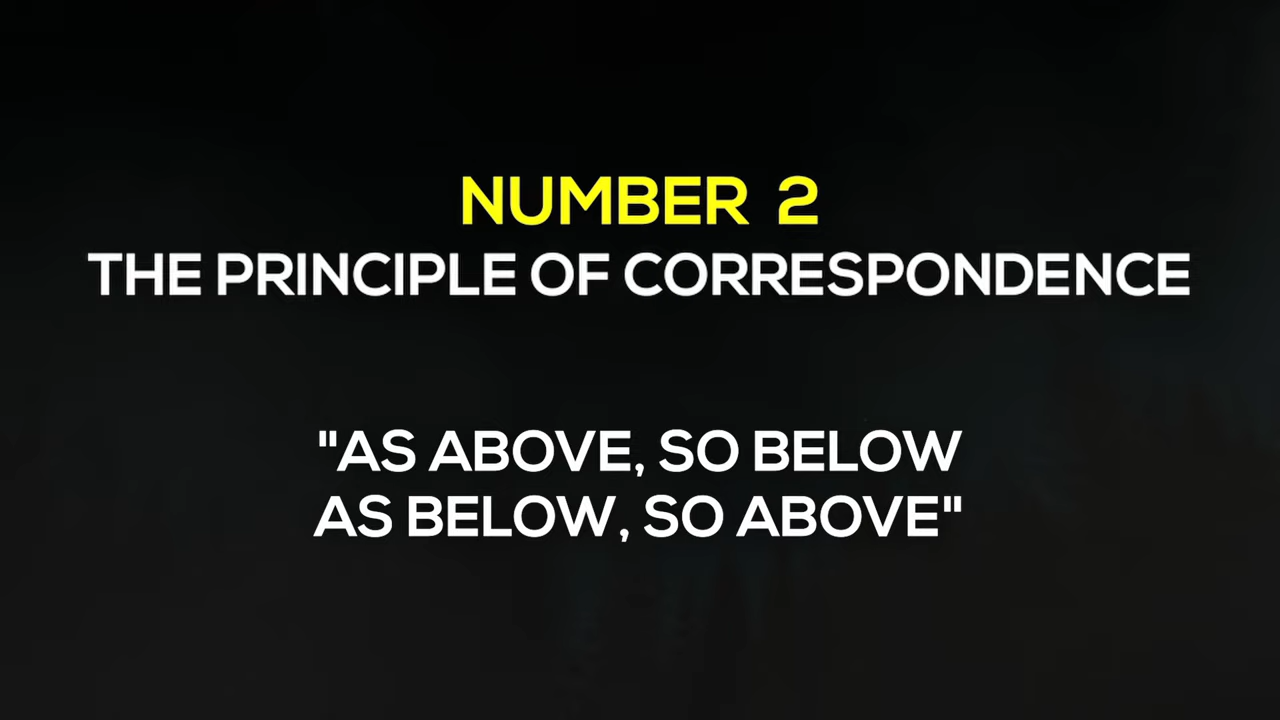 NUMBER 2
THE PRINCIPLE OF CORRESPONDENCE
"AS ABOVE, SO BELOW
AS BELOW, SO ABOVE"